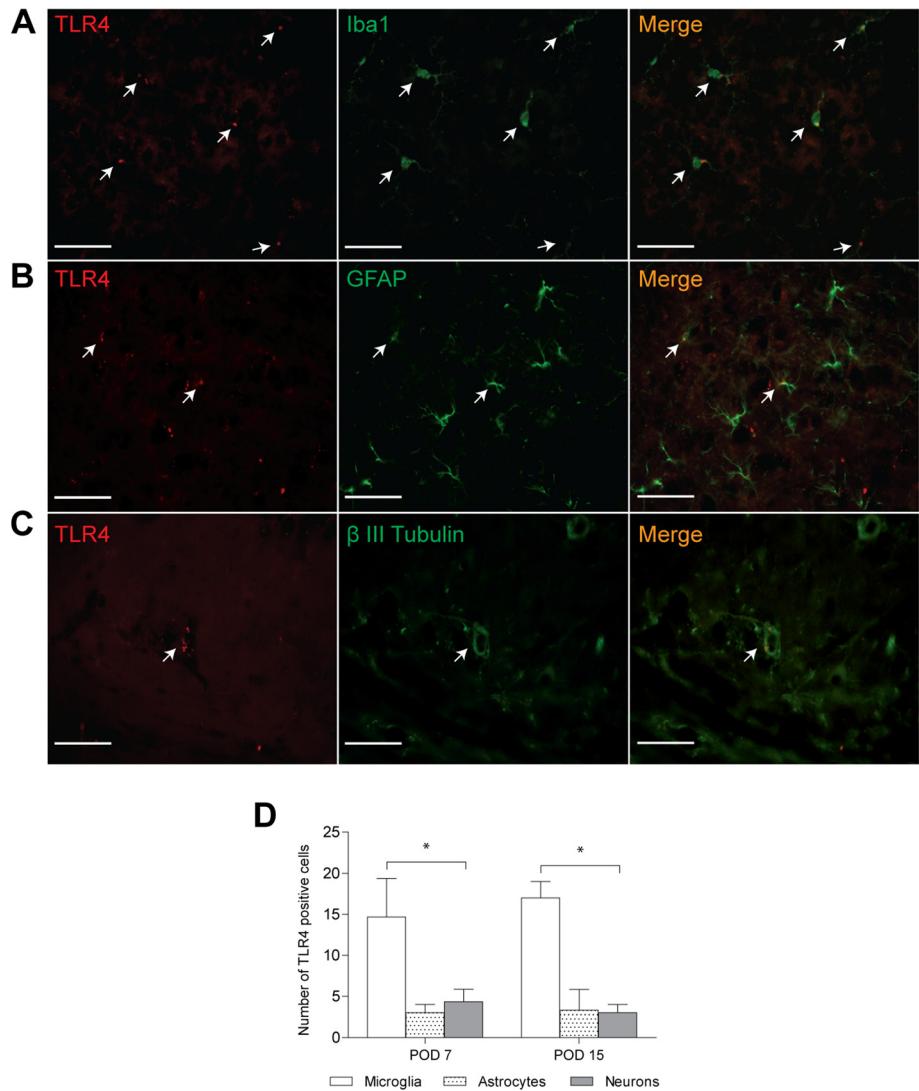 A
TLR4
Iba1
Merge
B
TLR4
GFAP
Merge
C
TLR4
β III Tubulin
Merge
D
Number of TLR4 positive cells
25
20
15
10
5
0
*
*
POD 7
POD 15
Microglia
Astrocytes
Neurons